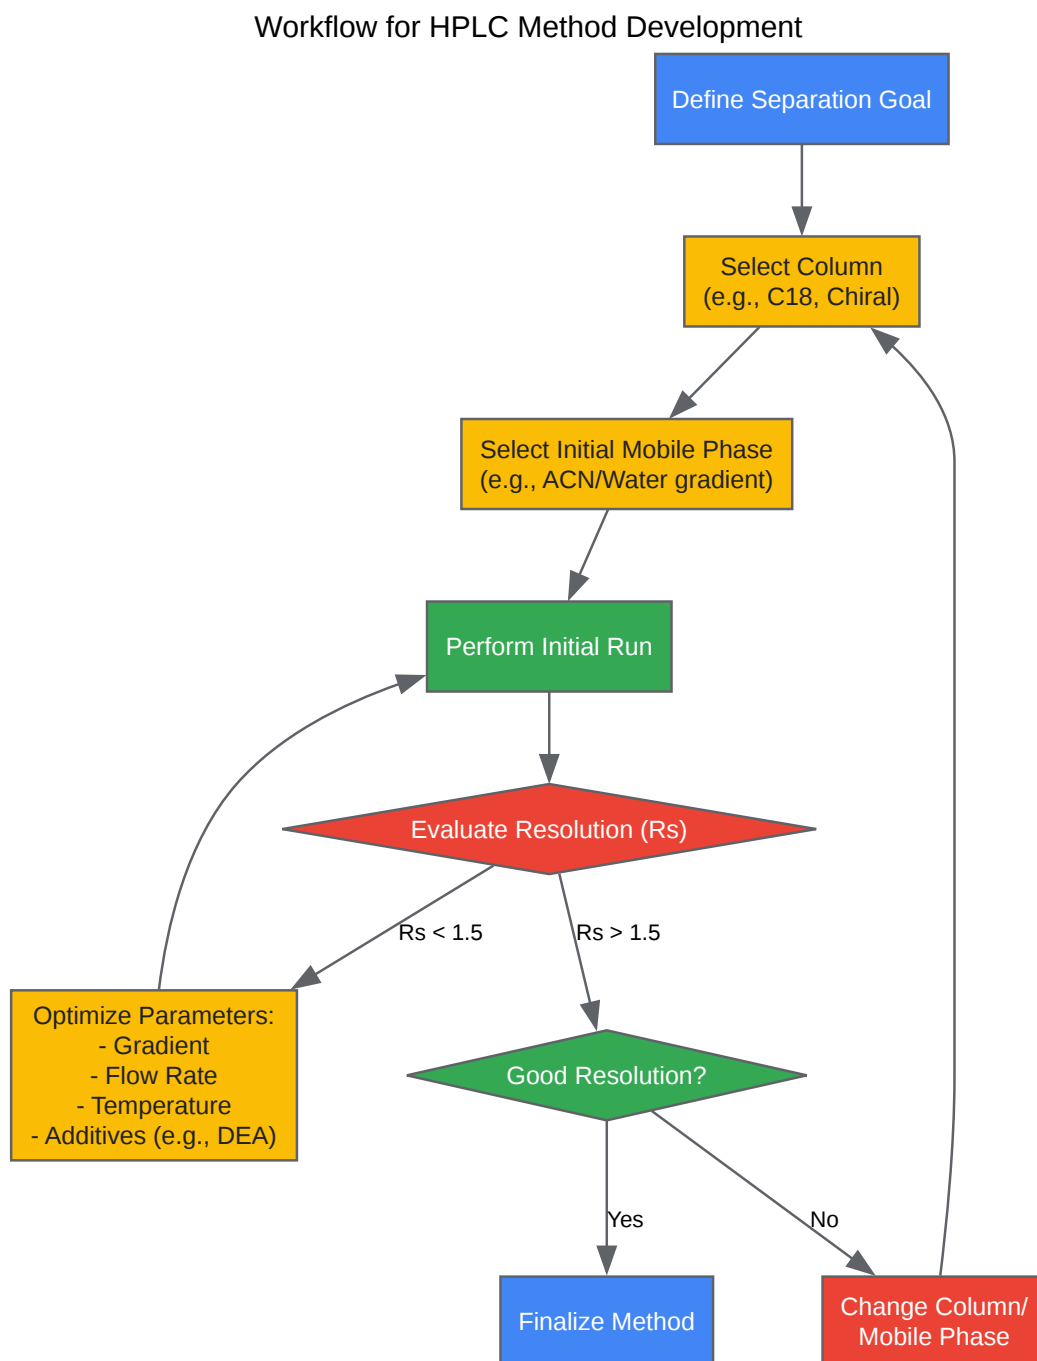 Workflow for HPLC Method Development
Define Separation Goal
Select Column
(e.g., C18, Chiral)
Select Initial Mobile Phase
(e.g., ACN/Water gradient)
Perform Initial Run
Evaluate Resolution (Rs)
Rs < 1.5
Rs > 1.5
Optimize Parameters:
- Gradient
- Flow Rate
- Temperature
- Additives (e.g., DEA)
Good Resolution?
Yes
No
Finalize Method
Change Column/
Mobile Phase